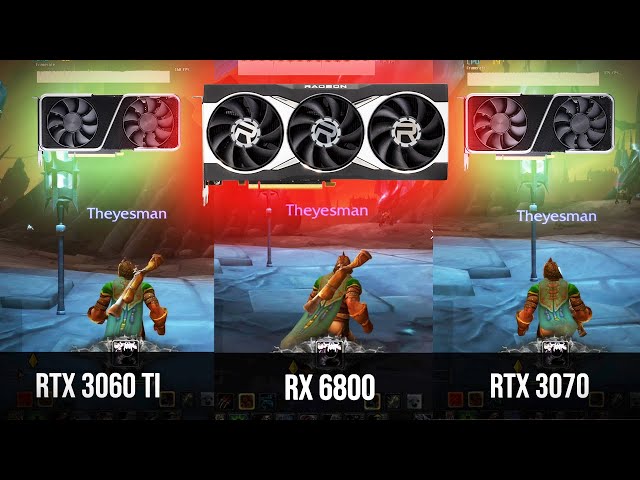 RADEON
Theyesman
Theyesman
Theyesman
RTX 3060 TI
RX 6800
RTX 3070